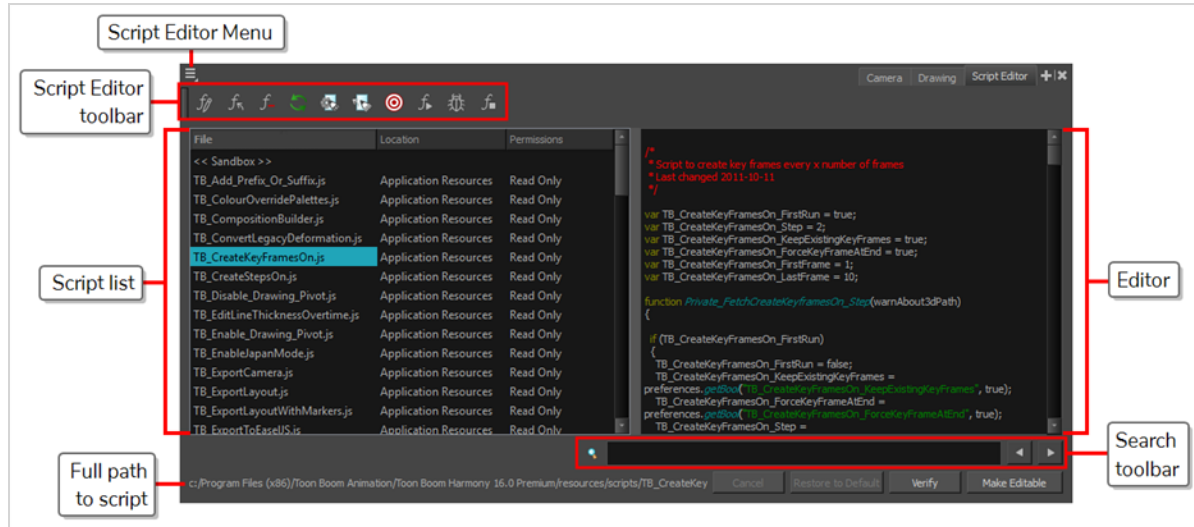 Script Editor Menu
Script Editor
toolbar
Camera Drawing Script Editor
File Location Permissions
<< Sandbox >>
TB_Add_Prefix_Or_Suffix.js Application Resources Read Only
TB_ColourOverridePalettes.js Application Resources Read Only
TB_CompositionBuilder.js Application Resources Read Only
TB_ConvertLegacyDeformation.js Application Resources Read Only
TB_CreateKeyFramesOn.js Application Resources Read Only
TB_CreateStepsOn.js Application Resources Read Only
TB_Disable_Drawing_Pivot.js Application Resources Read Only
TB_EditLineThicknessOvertime.js Application Resources Read Only
TB_Enable_Drawing_Pivot.js Application Resources Read Only
TB_EnableJapanMode.js Application Resources Read Only
TB_ExportCamera.js Application Resources Read Only
TB_ExportLayout.js Application Resources Read Only
TB_ExportLayoutWithMarkers.js Application Resources Read Only
TB_ExportToEaselJS.js Application Resources Read Only
/*
* Script to create key frames every x number of frames
* Last changed 2011-10-11
*/
var TB_CreateKeyFramesOn_FirstRun = true;
var TB_CreateKeyFramesOn_Step = 2;
var TB_CreateKeyFramesOn_KeepExistingKeyFrames = true;
var TB_CreateKeyFramesOn_ForceKeyFrameAtEnd = true;
var TB_CreateKeyFramesOn_FirstFrame = 1;
var TB_CreateKeyFramesOn_LastFrame = 10;
function Private_FetchCreateKeyframesOn_Step(warnAbout3dPath)
{
if (TB_CreateKeyFramesOn_FirstRun)
{
TB_CreateKeyFramesOn_FirstRun = false;
TB_CreateKeyFramesOn_KeepExistingKeyFrames =
preferences.getBool("TB_CreateKeyFramesOn_KeepExistingKeyFrames", true);
TB_CreateKeyFramesOn_ForceKeyFrameAtEnd =
preferences.getBool("TB_CreateKeyFramesOn_ForceKeyFrameAtEnd", true);
TB_CreateKeyFramesOn_Step =
Script list
Editor
Search
toolbar
Full path
to script
c:/Program Files (x86)/Toon Boom Animation/Toon Boom Harmony 16.0 Premium/resources/scripts/TB_CreateKey
Cancel Restore to Default Verify Make Editable